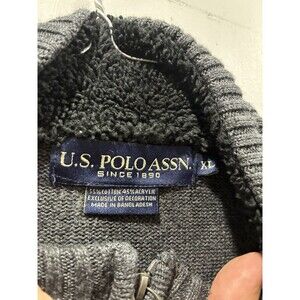 U.S. POLO ASSN.
SINCE 1890
XL
55% COTTON 45% ACRYLIC
EXCLUSIVE OF DECORATION
MADE IN BANGLADESH